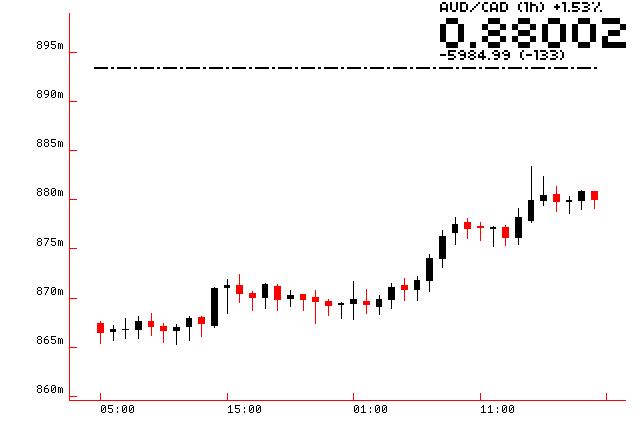 AUD/CAD (1h) +1.53%
0.88002
-5984.99 (-133)
895m
890m
885m
880m
875m
870m
865m
860m
05:00 15:00 01:00 11:00